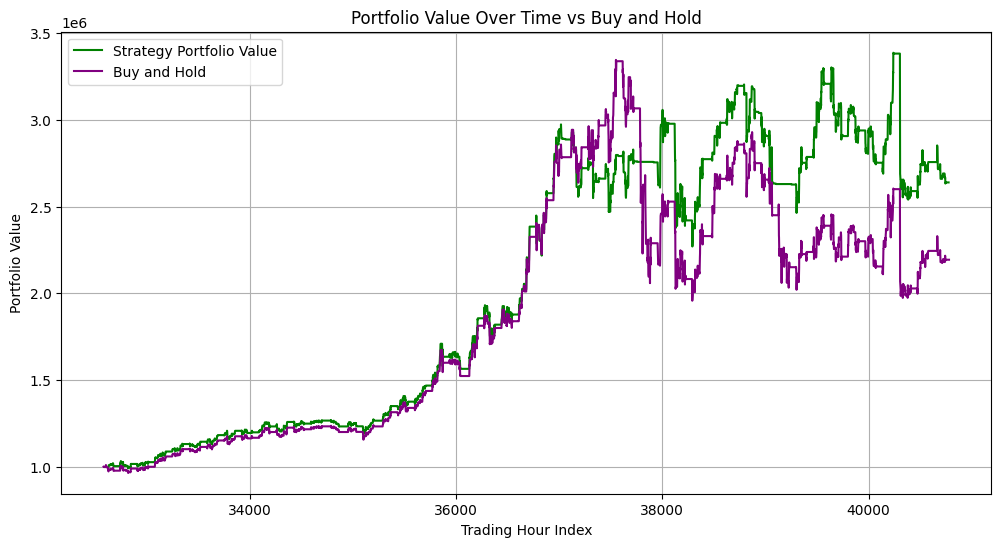 Portfolio Value Over Time vs Buy and Hold
1e6
Strategy Portfolio Value
Buy and Hold
3.5
3.0
2.5
2.0
1.5
1.0
Portfolio Value
34000 36000 38000 40000
Trading Hour Index